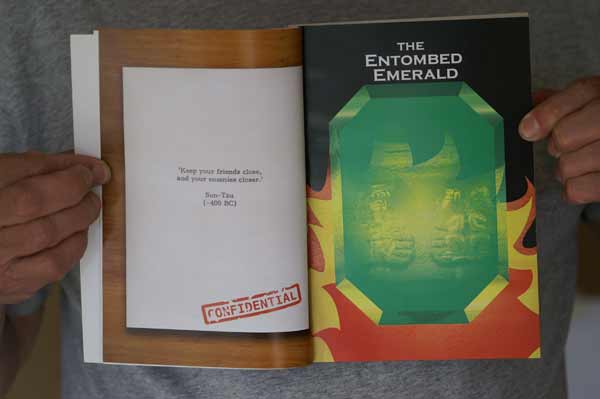 'Keep your friends close,
and your enemies closer.'
Sun-Tzu
(~400 BC)
CONFIDENTIAL
THE
ENTOMBED
EMERALD